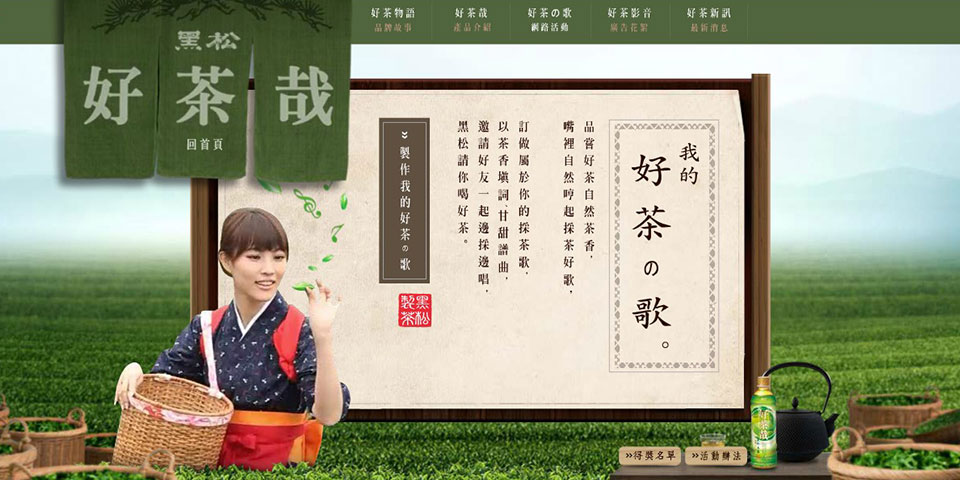 好茶物語
品牌故事
好茶哉
產品介紹
好茶の歌
網路活動
好茶影音
廣告花絮
好茶新訊
最新消息
黑松
好茶哉
回首頁
我的
好茶の歌。
品嘗好茶自然茶香,
嘴裡自然哼起採茶好歌,
訂做屬於你的採茶歌,
以茶香填詞、甘甜譜曲,
邀請好友一起邊採邊唱,
黑松請你喝好茶。
»製作我的好茶の歌
黑松製茶
好茶哉
»得獎名單
»活動辦法